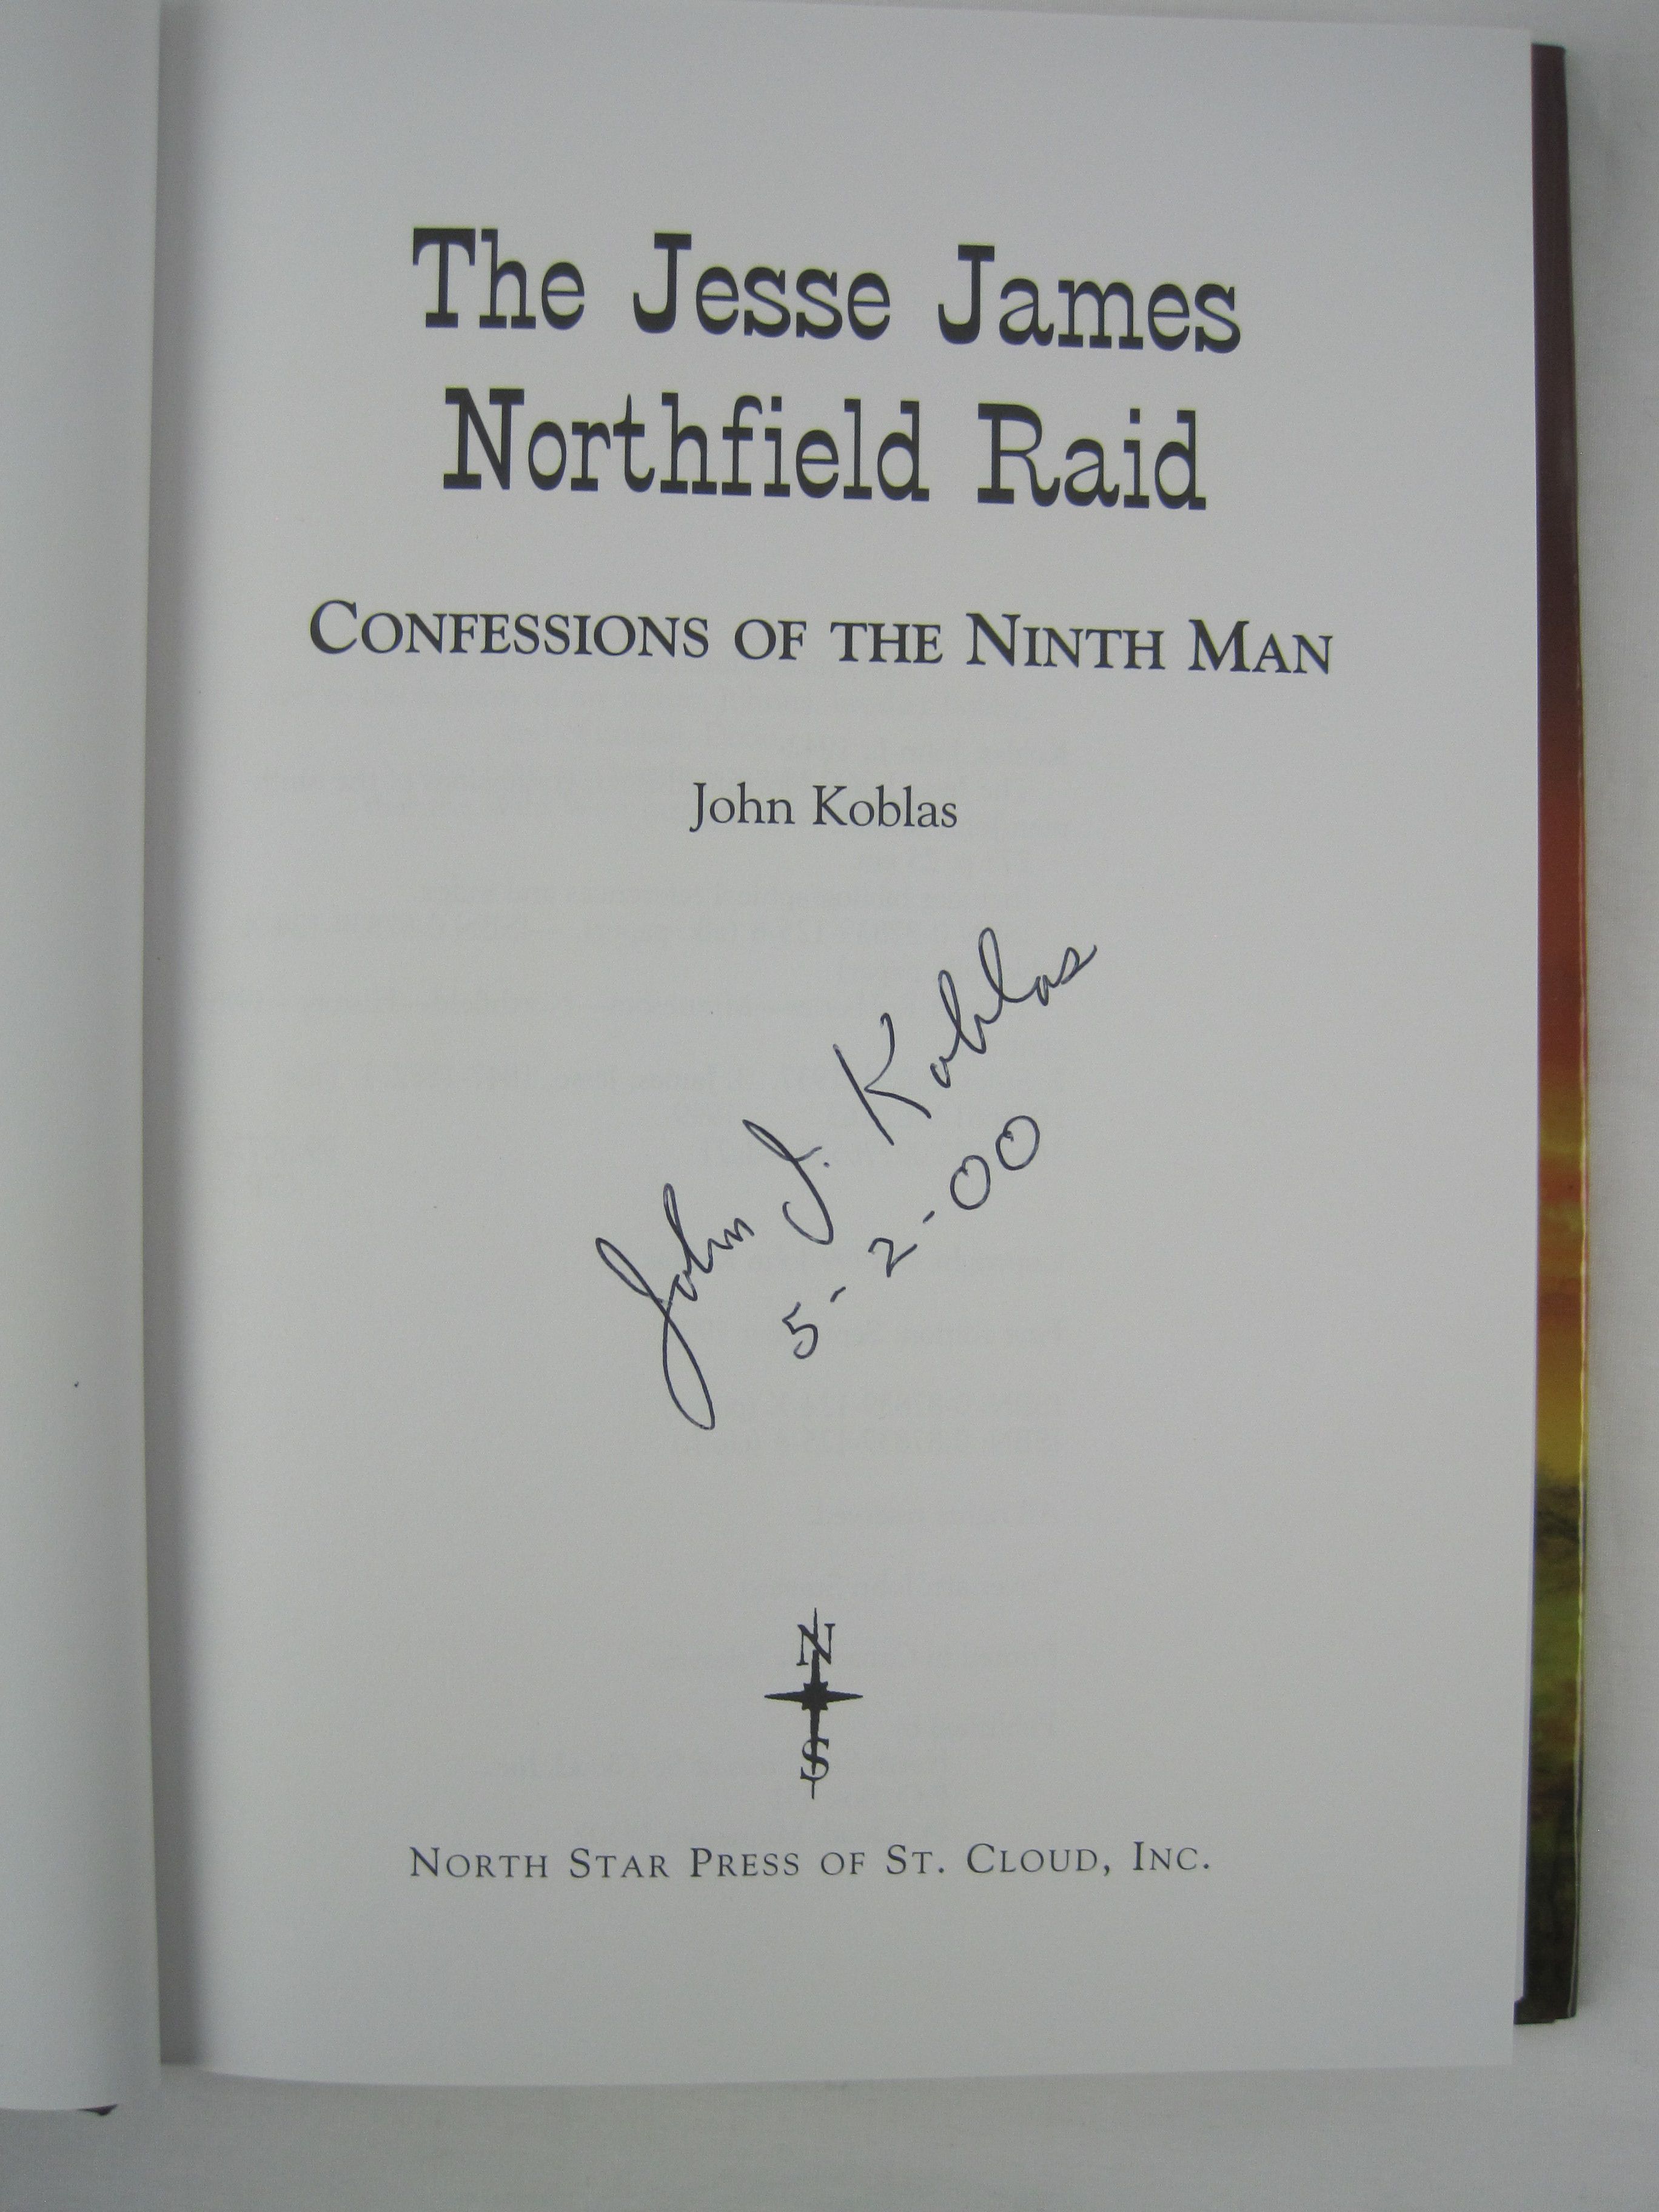 The Jesse James
Northfield Raid
CONFESSIONS OF THE NINTH MAN
John Koblas
John J. Koblas
5-2-00
N
S
NORTH STAR PRESS OF ST. CLOUD, INC.